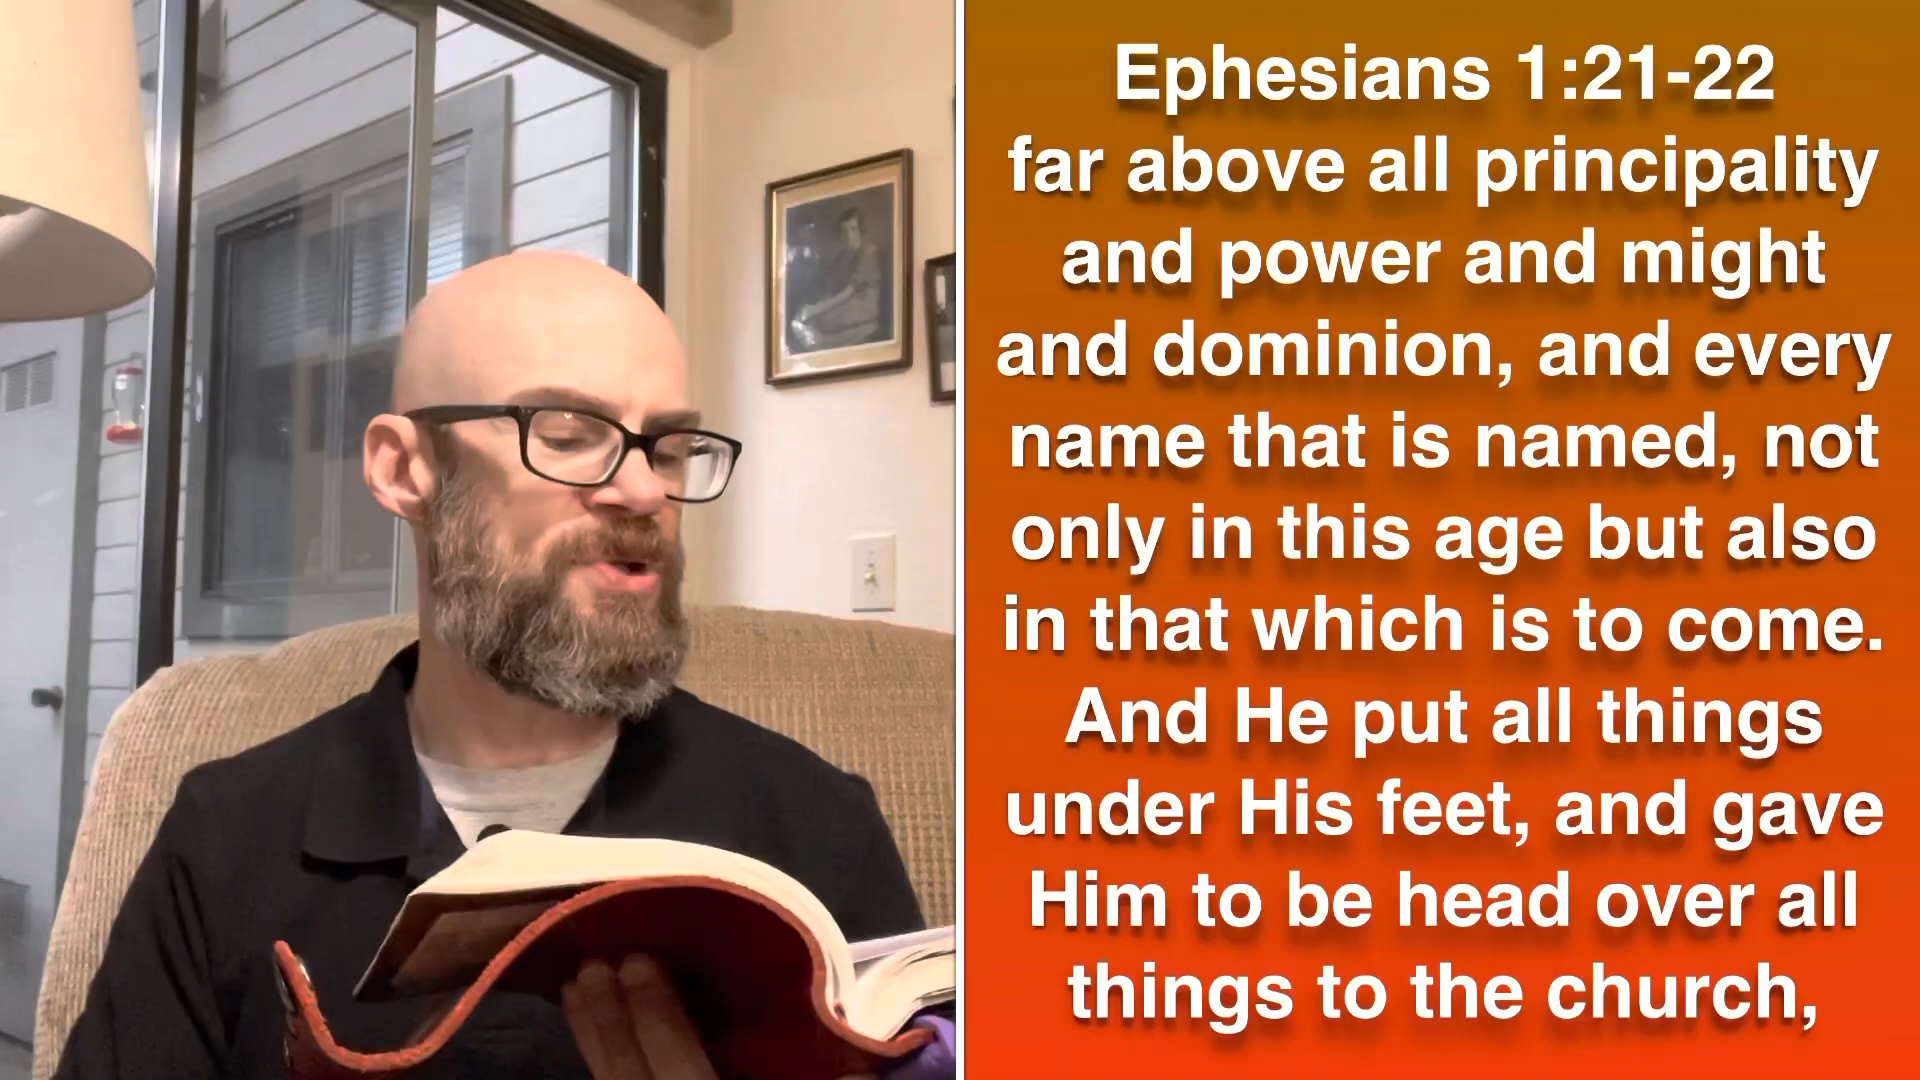 Ephesians 1:21-22
far above all principality
and power and might
and dominion, and every
name that is named, not
only in this age but also
in that which is to come.
And He put all things
under His feet, and gave
Him to be head over all
things to the church,